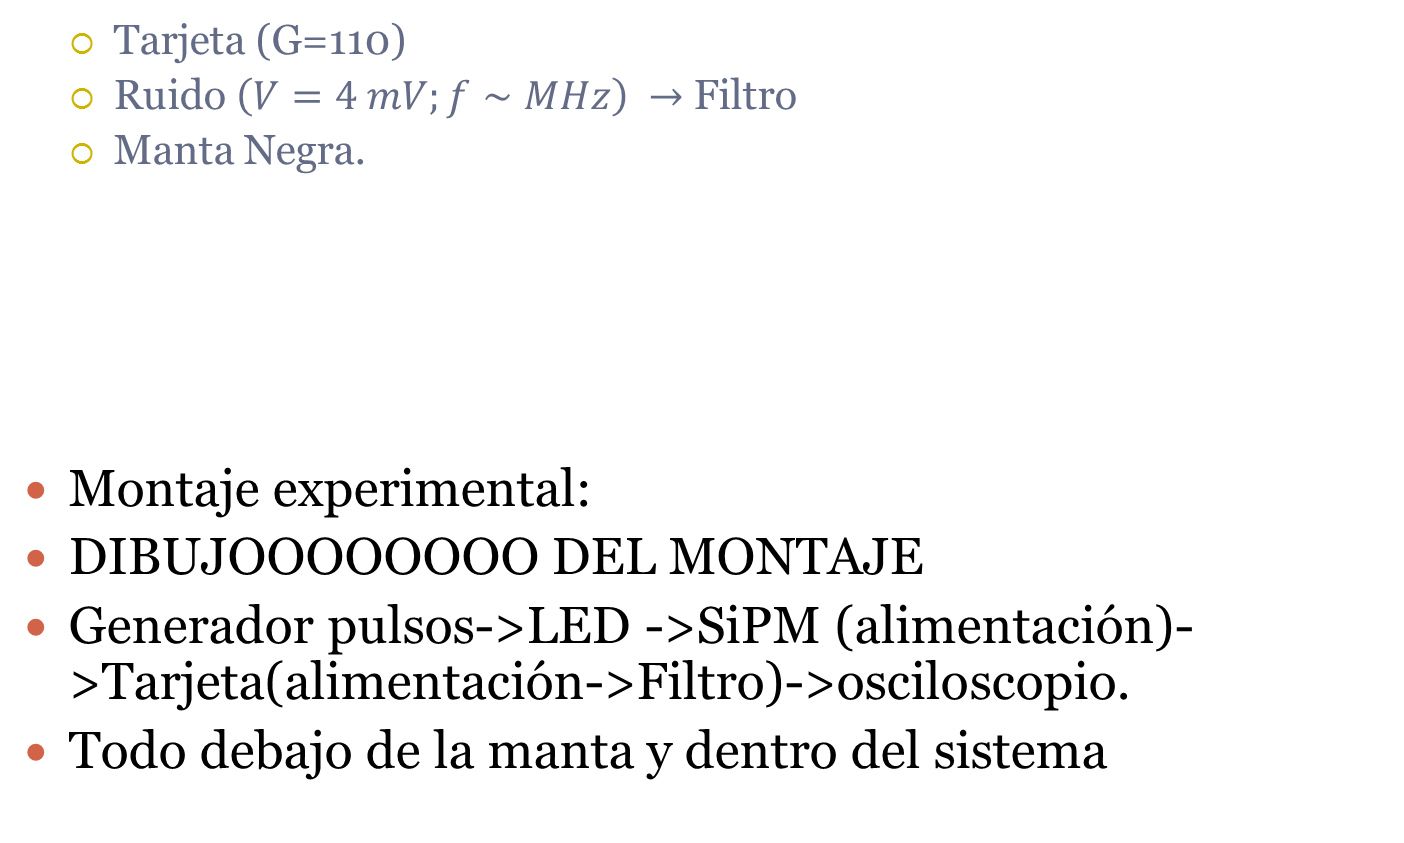 Tarjeta (G=110)
Ruido (V = 4 mV; f ~ MHz) → Filtro
Manta Negra.
Montaje experimental:
DIBUJOOOOOOOO DEL MONTAJE
Generador pulsos->LED ->SiPM (alimentación)-
>Tarjeta(alimentación->Filtro)->osciloscopio.
Todo debajo de la manta y dentro del sistema